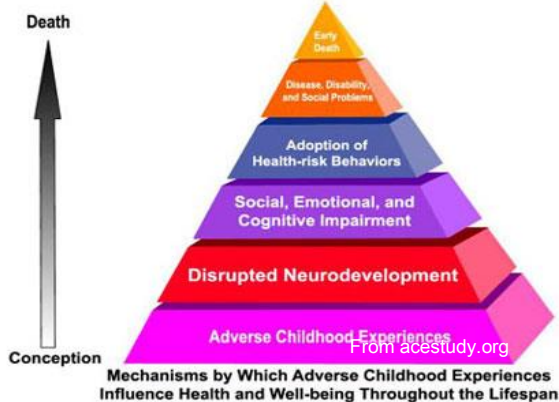 Death
Early
Death
Disease, Disability,
and Social Problems
Adoption of
Health-risk Behaviors
Social, Emotional, and
Cognitive Impairment
Disrupted Neurodevelopment
Adverse Childhood Experiences
From acestudy.org
Conception
Mechanisms by Which Adverse Childhood Experiences
Influence Health and Well-being Throughout the Lifespan